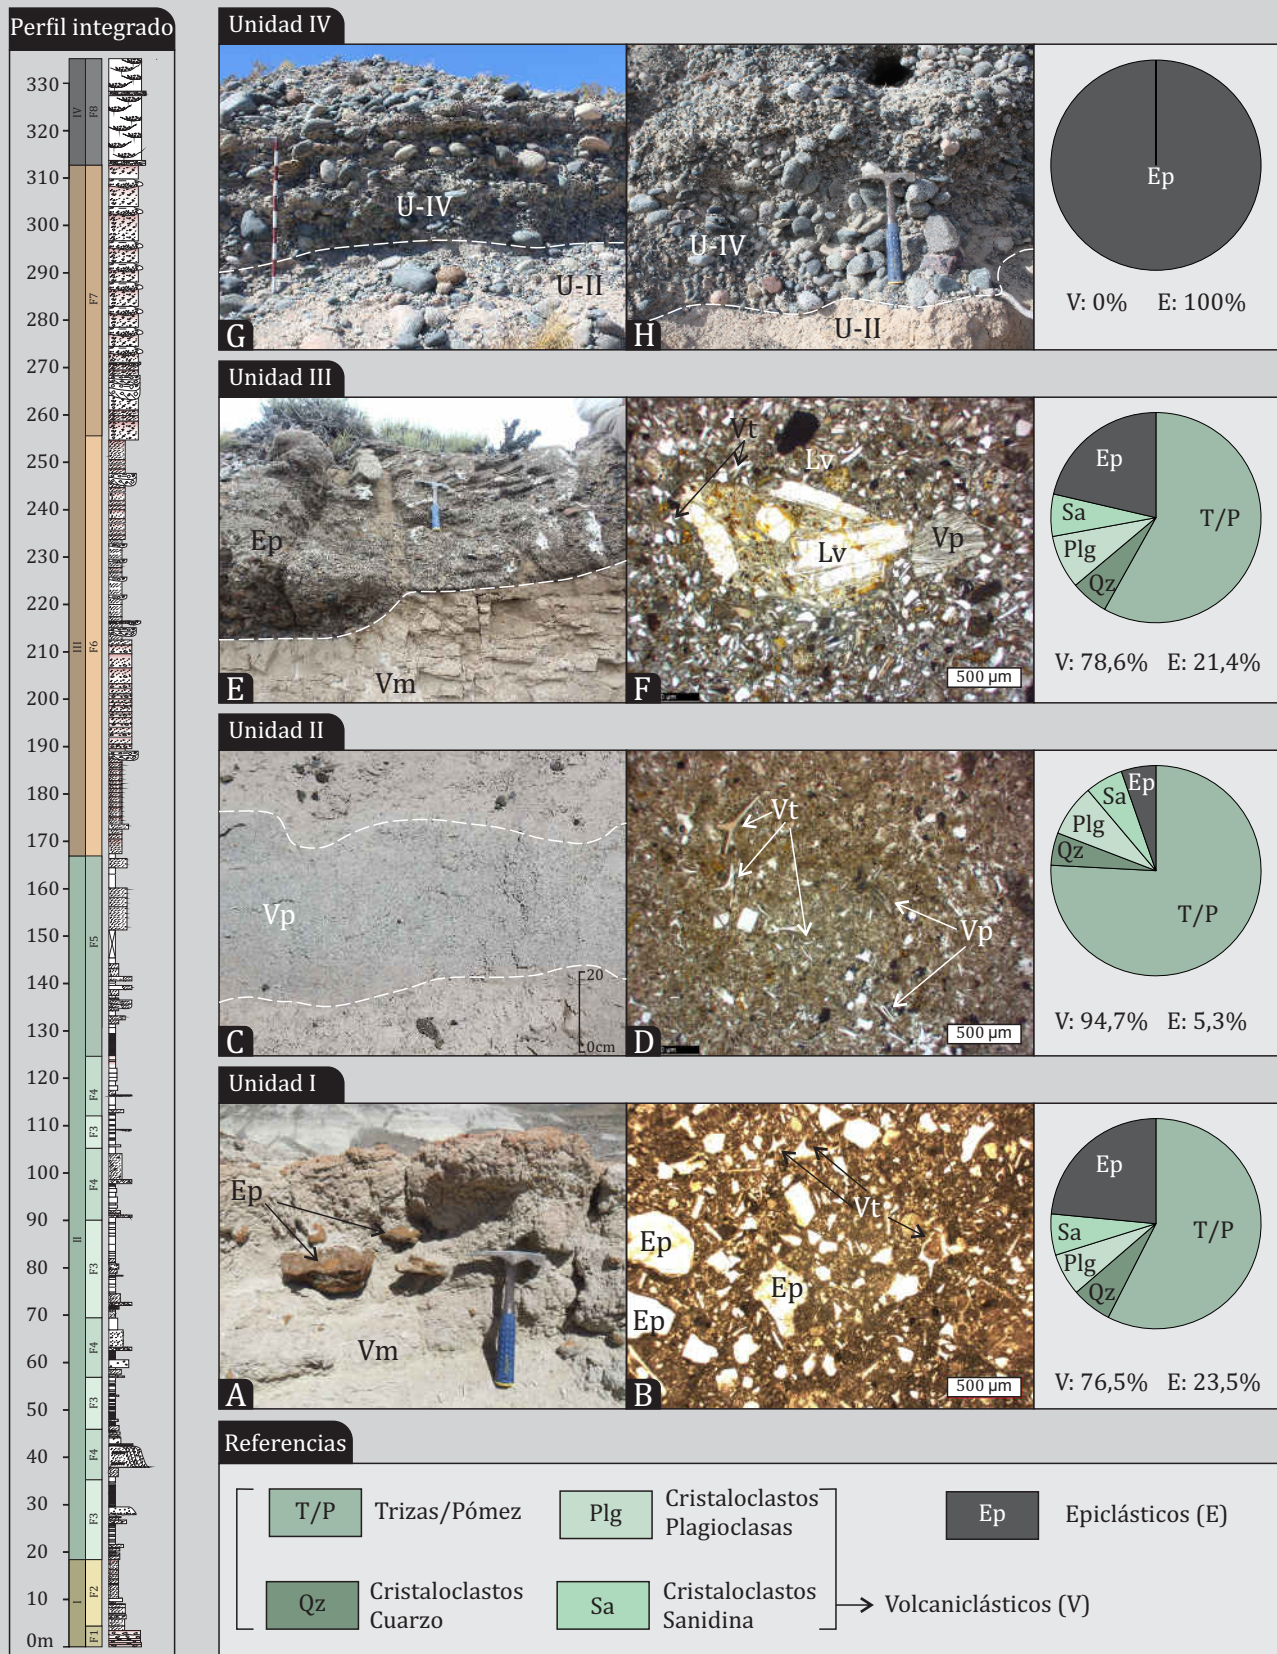 Perfil integrado
330
320
310
300
290
280
270
260
250
240
230
220
210
200
190
180
170
160
150
140
130
120
110
100
90
80
70
60
50
40
30
20
10
0m
IV
III
II
I
F8
F7
F6
F5
F4
F3
F4
F3
F4
F3
F4
F3
F2
F1
Unidad IV
U-IV
U-II
G
U-IV
U-II
H
Ep
V: 0% E: 100%
Unidad III
Ep
Vm
E
Vt
Lv
Lv
Vp
F
500 µm
Ep
Sa
Plg
Qz
T/P
V: 78,6% E: 21,4%
Unidad II
Vp
20
0cm
C
Vt
Vp
D
500 µm
Ep
Sa
Plg
Qz
T/P
V: 94,7% E: 5,3%
Unidad I
Ep
Vm
A
Vt
Ep
Ep
Ep
B
500 µm
Ep
Sa
Plg
Qz
T/P
V: 76,5% E: 23,5%
Referencias
T/P Trizas/Pómez
Plg Cristaloclastos
Plagioclasas
Ep Epiclásticos (E)
Qz Cristaloclastos
Cuarzo
Sa Cristaloclastos
Sanidina
Volcaniclásticos (V)